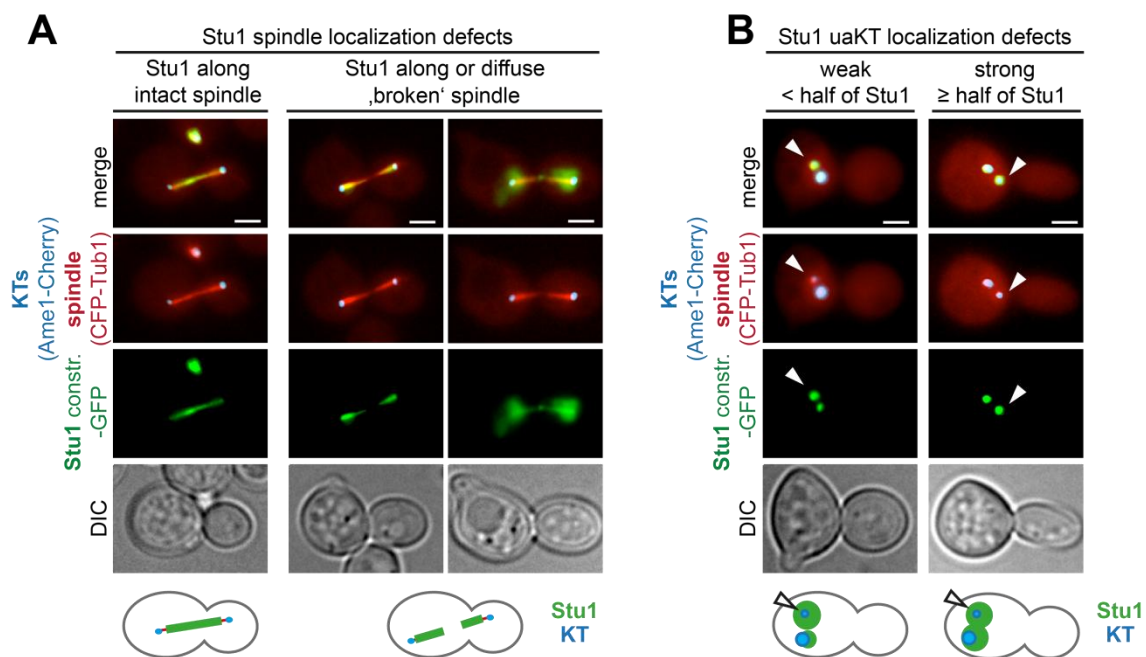 A
Stu1 spindle localization defects
Stu1 along
intact spindle
Stu1 along or diffuse
‚broken‘ spindle
merge
KTs
(Ame1-Cherry)
spindle
(CFP-Tub1)
Stu1 constr.
-GFP
DIC
Stu1
KT
B
Stu1 uaKT localization defects
weak
< half of Stu1
strong
≥ half of Stu1
merge
KTs
(Ame1-Cherry)
spindle
(CFP-Tub1)
Stu1 constr.
-GFP
DIC
Stu1
KT